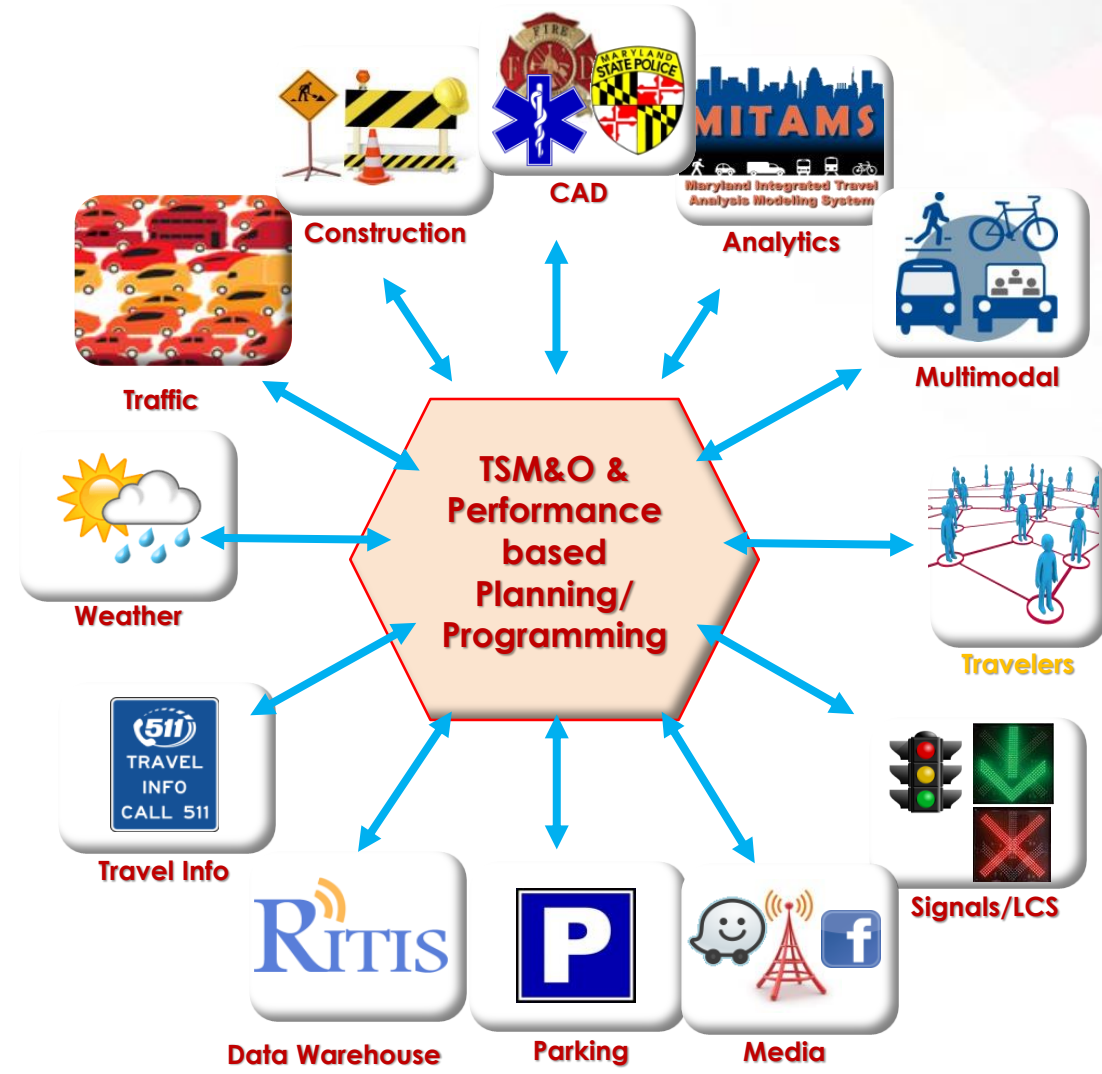 FIRE
F D
MARYLAND
STATE POLICE
CAD
Construction
MITAMS
Maryland Integrated Travel
Analysis Modeling System
Analytics
Multimodal
Traffic
TSM&O &
Performance
based
Planning/
Programming
Weather
Travelers
511
TRAVEL
INFO
CALL 511
Travel Info
Signals/LCS
RITIS
Data Warehouse
P
Parking
f
Media